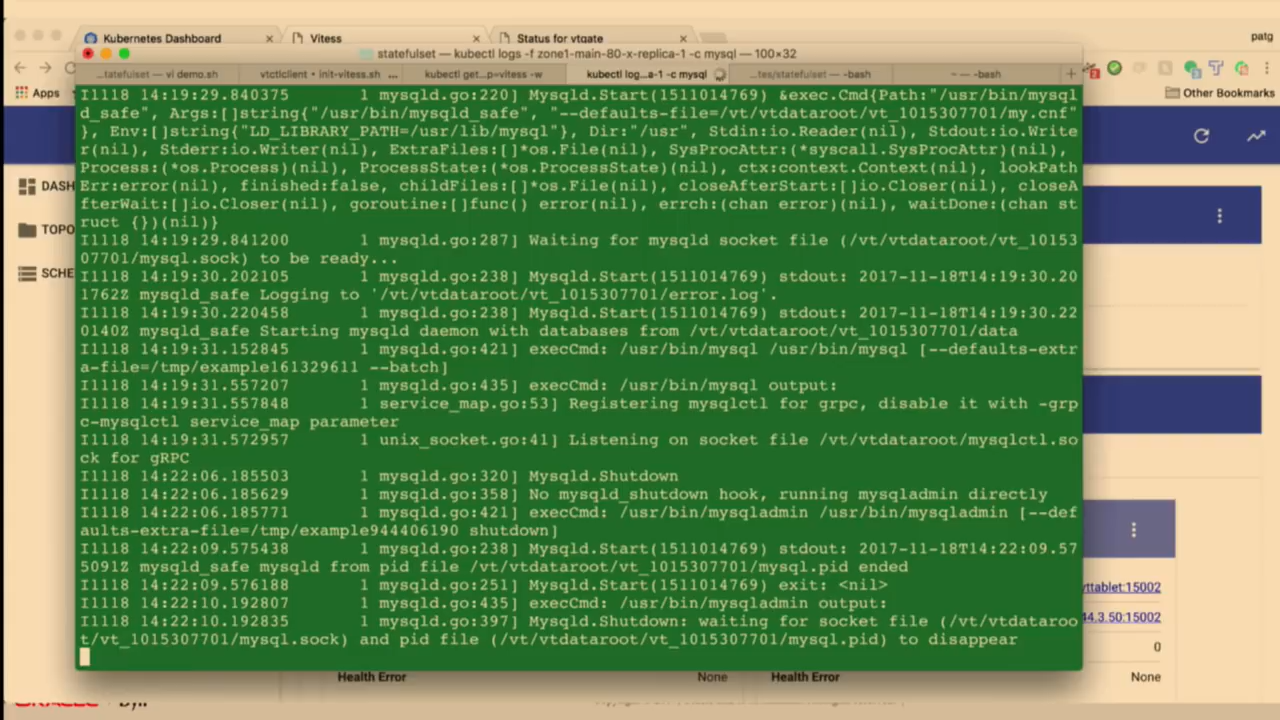 Kubernetes Dashboard
Vitess
Status for vtgate
patg
statefulset — kubectl logs -f zone1-main-80-x-replica-1 -c mysql — 100×32
...tatefulset — vi demo.sh
vtctlclient • init-vitess.sh ...
kubectl get...p=vitess -w
kubectl log...a-1 -c mysql
...tes/statefulset — -bash
~ — -bash
Apps
Other Bookmarks
DASH
TOPO
SCHE
I1118 14:19:29.840375 1 mysqld.go:220] Mysqld.Start(1511014769) &exec.Cmd{Path:"/usr/bin/mysql
d_safe", Args:[]string{"/usr/bin/mysqld_safe", "--defaults-file=/vt/vtdataroot/vt_1015307701/my.cnf"
}, Env:[]string{"LD_LIBRARY_PATH=/usr/lib/mysql"}, Dir:"/usr", Stdin:io.Reader(nil), Stdout:io.Write
r(nil), Stderr:io.Writer(nil), ExtraFiles:[]*os.File(nil), SysProcAttr:(*syscall.SysProcAttr)(nil),
Process:(*os.Process)(nil), ProcessState:(*os.ProcessState)(nil), ctx:context.Context(nil), lookPath
Err:error(nil), finished:false, childFiles:[]*os.File(nil), closeAfterStart:[]io.Closer(nil), closeA
fterWait:[]io.Closer(nil), goroutine:[]func() error(nil), errch:(chan error)(nil), waitDone:(chan st
ruct {})(nil)}
I1118 14:19:29.841200 1 mysqld.go:287] Waiting for mysqld socket file (/vt/vtdataroot/vt_10153
07701/mysql.sock) to be ready...
I1118 14:19:30.202105 1 mysqld.go:238] Mysqld.Start(1511014769) stdout: 2017-11-18T14:19:30.20
1762Z mysqld_safe Logging to '/vt/vtdataroot/vt_1015307701/error.log'.
I1118 14:19:30.220458 1 mysqld.go:238] Mysqld.Start(1511014769) stdout: 2017-11-18T14:19:30.22
0140Z mysqld_safe Starting mysqld daemon with databases from /vt/vtdataroot/vt_1015307701/data
I1118 14:19:31.152845 1 mysqld.go:421] execCmd: /usr/bin/mysql /usr/bin/mysql [--defaults-extr
a-file=/tmp/example161329611 --batch]
I1118 14:19:31.557207 1 mysqld.go:435] execCmd: /usr/bin/mysql output:
I1118 14:19:31.557848 1 service_map.go:53] Registering mysqlctl for grpc, disable it with -grp
c-mysqlctl service_map parameter
I1118 14:19:31.572957 1 unix_socket.go:41] Listening on socket file /vt/vtdataroot/mysqlctl.so
ck for gRPC
I1118 14:22:06.185503 1 mysqld.go:320] Mysqld.Shutdown
I1118 14:22:06.185629 1 mysqld.go:358] No mysqld_shutdown hook, running mysqladmin directly
I1118 14:22:06.185771 1 mysqld.go:421] execCmd: /usr/bin/mysqladmin /usr/bin/mysqladmin [--def
aults-extra-file=/tmp/example944406190 shutdown]
I1118 14:22:09.575438 1 mysqld.go:238] Mysqld.Start(1511014769) stdout: 2017-11-18T14:22:09.57
5091Z mysqld_safe mysqld from pid file /vt/vtdataroot/vt_1015307701/mysql.pid ended
I1118 14:22:09.576188 1 mysqld.go:251] Mysqld.Start(1511014769) exit: <nil>
I1118 14:22:10.192807 1 mysqld.go:435] execCmd: /usr/bin/mysqladmin output:
I1118 14:22:10.192835 1 mysqld.go:397] Mysqld.Shutdown: waiting for socket file (/vt/vtdataroo
t/vt_1015307701/mysql.sock) and pid file (/vt/vtdataroot/vt_1015307701/mysql.pid) to disappear
vttablet:15002
44.3.50:15002
0
Health Error
None
Health Error
None